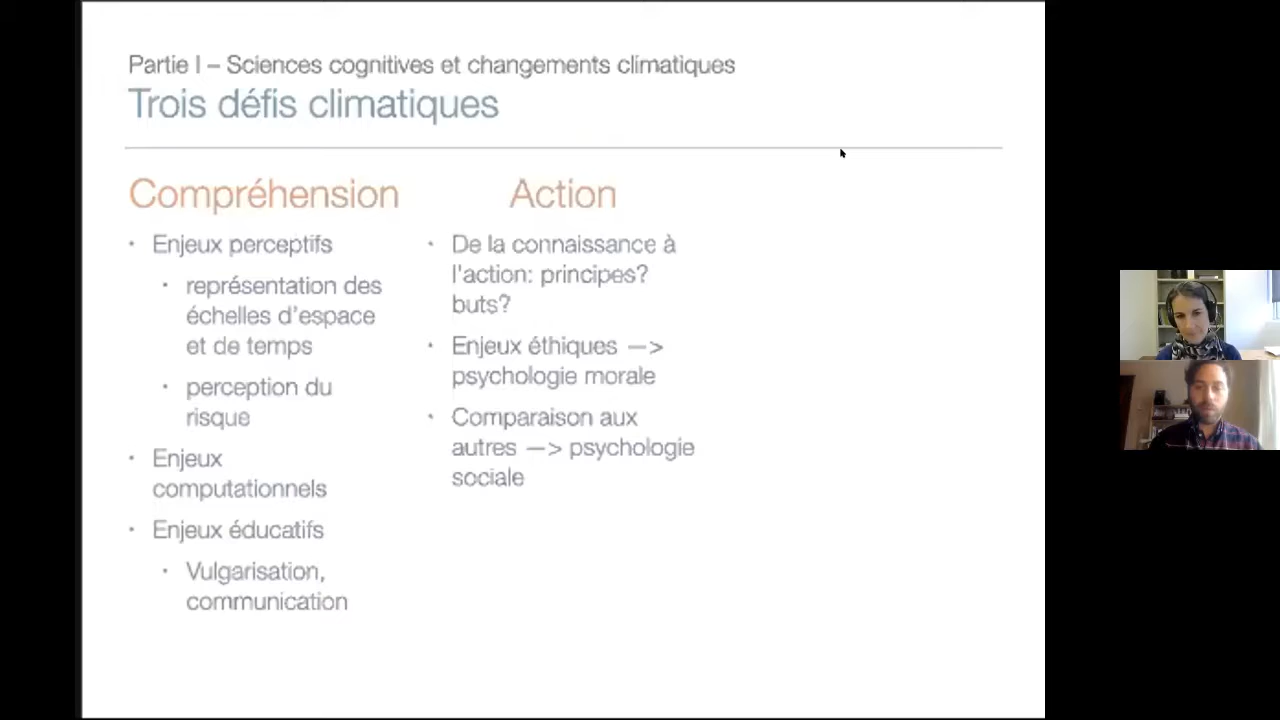 Partie I – Sciences cognitives et changements climatiques
Trois défis climatiques
Compréhension
• Enjeux perceptifs
• représentation des
échelles d'espace
et de temps
• perception du
risque
• Enjeux
computationnels
• Enjeux éducatifs
• Vulgarisation,
communication
Action
• De la connaissance à
l'action: principes?
buts?
• Enjeux éthiques —>
psychologie morale
• Comparaison aux
autres —> psychologie
sociale